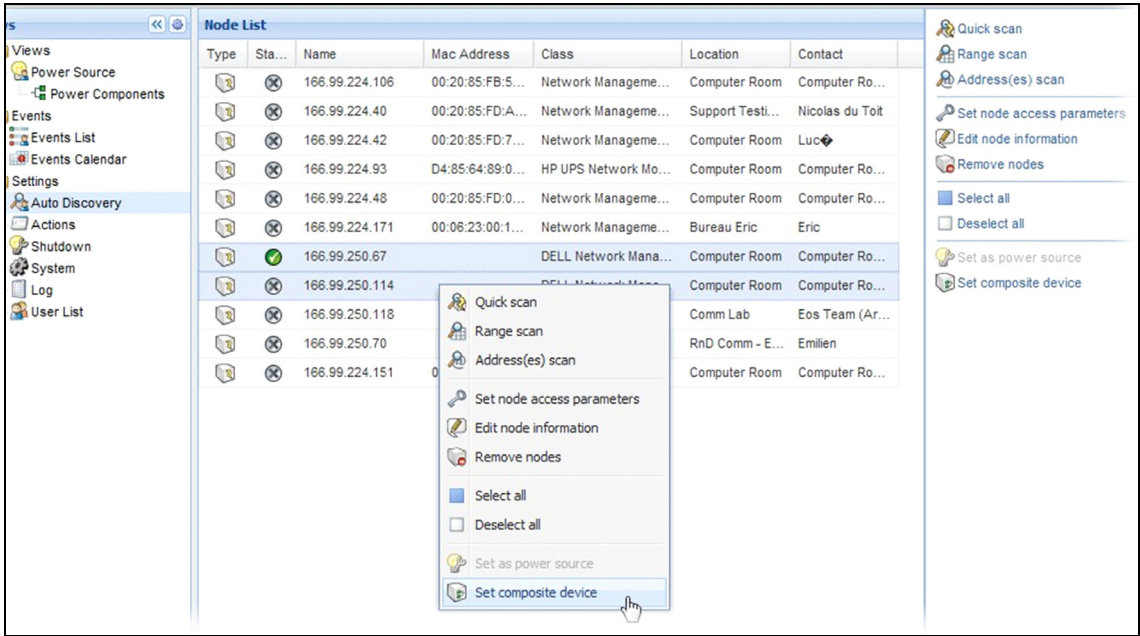 s
Node List
Views
Power Source
Power Components
Events
Events List
Events Calendar
Settings
Auto Discovery
Actions
Shutdown
System
Log
User List
Type Sta... Name Mac Address Class Location Contact
166.99.224.106 00:20:85:FB:5... Network Manageme... Computer Room Computer Ro...
166.99.224.40 00:20:85:FD:A... Network Manageme... Support Testi... Nicolas du Toit
166.99.224.42 00:20:85:FD:7... Network Manageme... Computer Room Luc�
166.99.224.93 D4:85:64:89:0... HP UPS Network Mo... Computer Room Computer Ro...
166.99.224.48 00:20:85:FD:0... Network Manageme... Computer Room Computer Ro...
166.99.224.171 00:06:23:00:1... Network Manageme... Bureau Eric Eric
166.99.250.67 DELL Network Mana... Computer Room Computer Ro...
166.99.250.114 Computer Room Computer Ro...
166.99.250.118 Comm Lab Eos Team (Ar...
166.99.250.70 RnD Comm - E... Emilien
166.99.224.151 0 Computer Room Computer Ro...
Quick scan
Range scan
Address(es) scan
Set node access parameters
Edit node information
Remove nodes
Select all
Deselect all
Set as power source
Set composite device
Quick scan
Range scan
Address(es) scan
Set node access parameters
Edit node information
Remove nodes
Select all
Deselect all
Set as power source
Set composite device